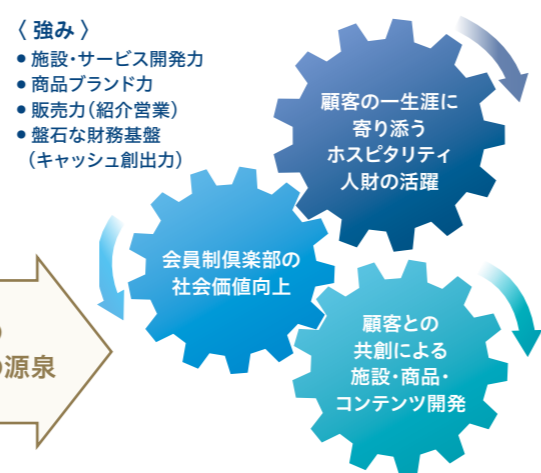 〈 強み 〉
● 施設・サービス開発力
● 商品ブランド力
● 販売力（紹介営業）
● 盤石な財務基盤
（キャッシュ創出力）
顧客の一生涯に
寄り添う
ホスピタリティ
人財の活躍
会員制倶楽部の
社会価値向上
顧客との
共創による
施設・商品・
コンテンツ開発
の源泉